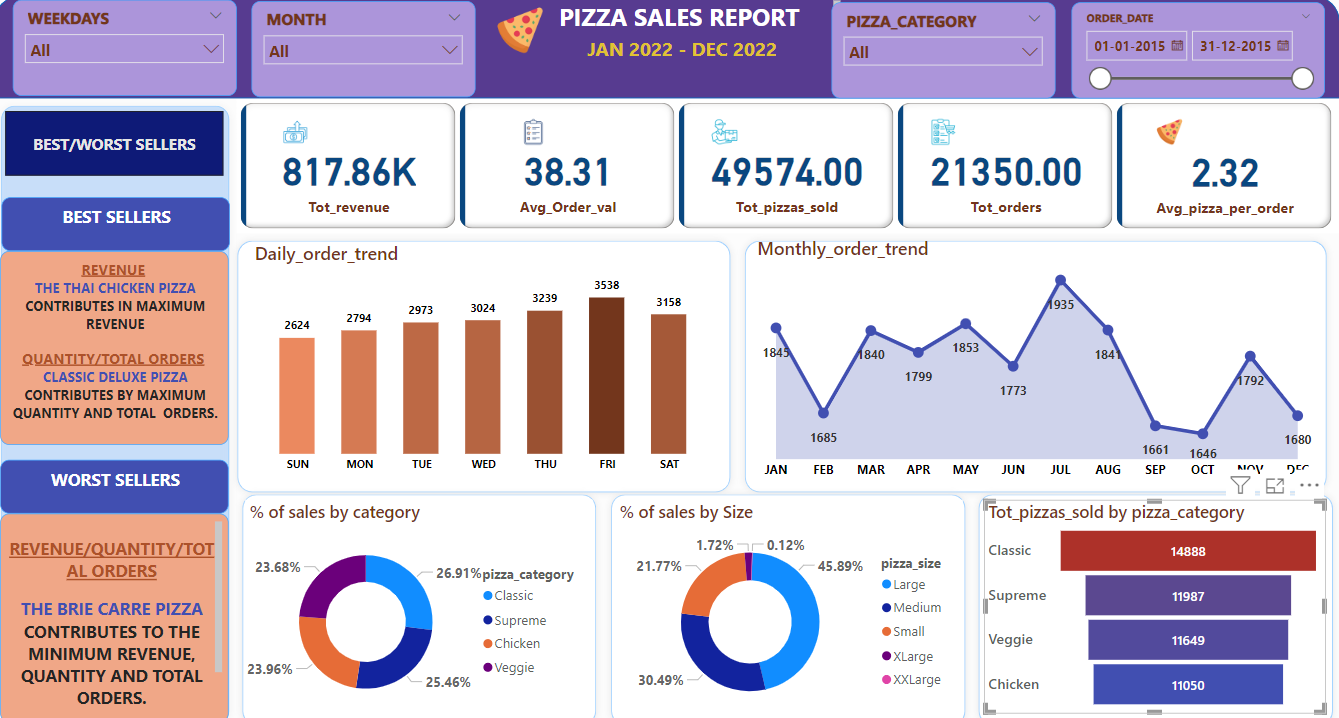 WEEKDAYS
All
MONTH
All
PIZZA SALES REPORT
JAN 2022 - DEC 2022
PIZZA_CATEGORY
All
ORDER_DATE
01-01-2015
31-12-2015
BEST/WORST SELLERS
BEST SELLERS
REVENUE
THE THAI CHICKEN PIZZA
CONTRIBUTES IN MAXIMUM
REVENUE
QUANTITY/TOTAL ORDERS
CLASSIC DELUXE PIZZA
CONTRIBUTES BY MAXIMUM
QUANTITY AND TOTAL ORDERS.
WORST SELLERS
REVENUE/QUANTITY/TOT
AL ORDERS
THE BRIE CARRE PIZZA
CONTRIBUTES TO THE
MINIMUM REVENUE,
QUANTITY AND TOTAL
ORDERS.
817.86K
Tot_revenue
38.31
Avg_Order_val
49574.00
Tot_pizzas_sold
21350.00
Tot_orders
2.32
Avg_pizza_per_order
Daily_order_trend
2624
2794
2973
3024
3239
3538
3158
SUN MON TUE WED THU FRI SAT
Monthly_order_trend
1845
1685
1840
1799
1853
1773
1935
1841
1661
1646
1792
1680
JAN FEB MAR APR MAY JUN JUL AUG SEP OCT NOV DEC
% of sales by category
23.68%
26.91%
23.96%
25.46%
pizza_category
Classic
Supreme
Chicken
Veggie
% of sales by Size
1.72%
0.12%
21.77%
45.89%
30.49%
pizza_size
Large
Medium
Small
XLarge
XXLarge
Tot_pizzas_sold by pizza_category
Classic 14888
Supreme 11987
Veggie 11649
Chicken 11050